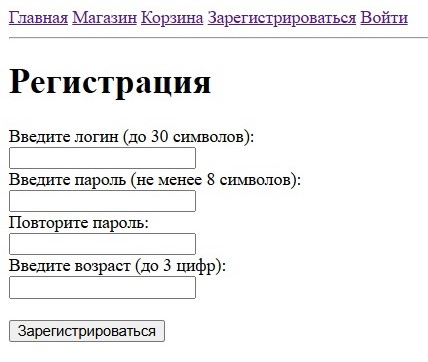 Главная Магазин Корзина Зарегистрироваться Войти
Регистрация
Введите логин (до 30 символов):
Введите пароль (не менее 8 символов):
Повторите пароль:
Введите возраст (до 3 цифр):
Зарегистрироваться